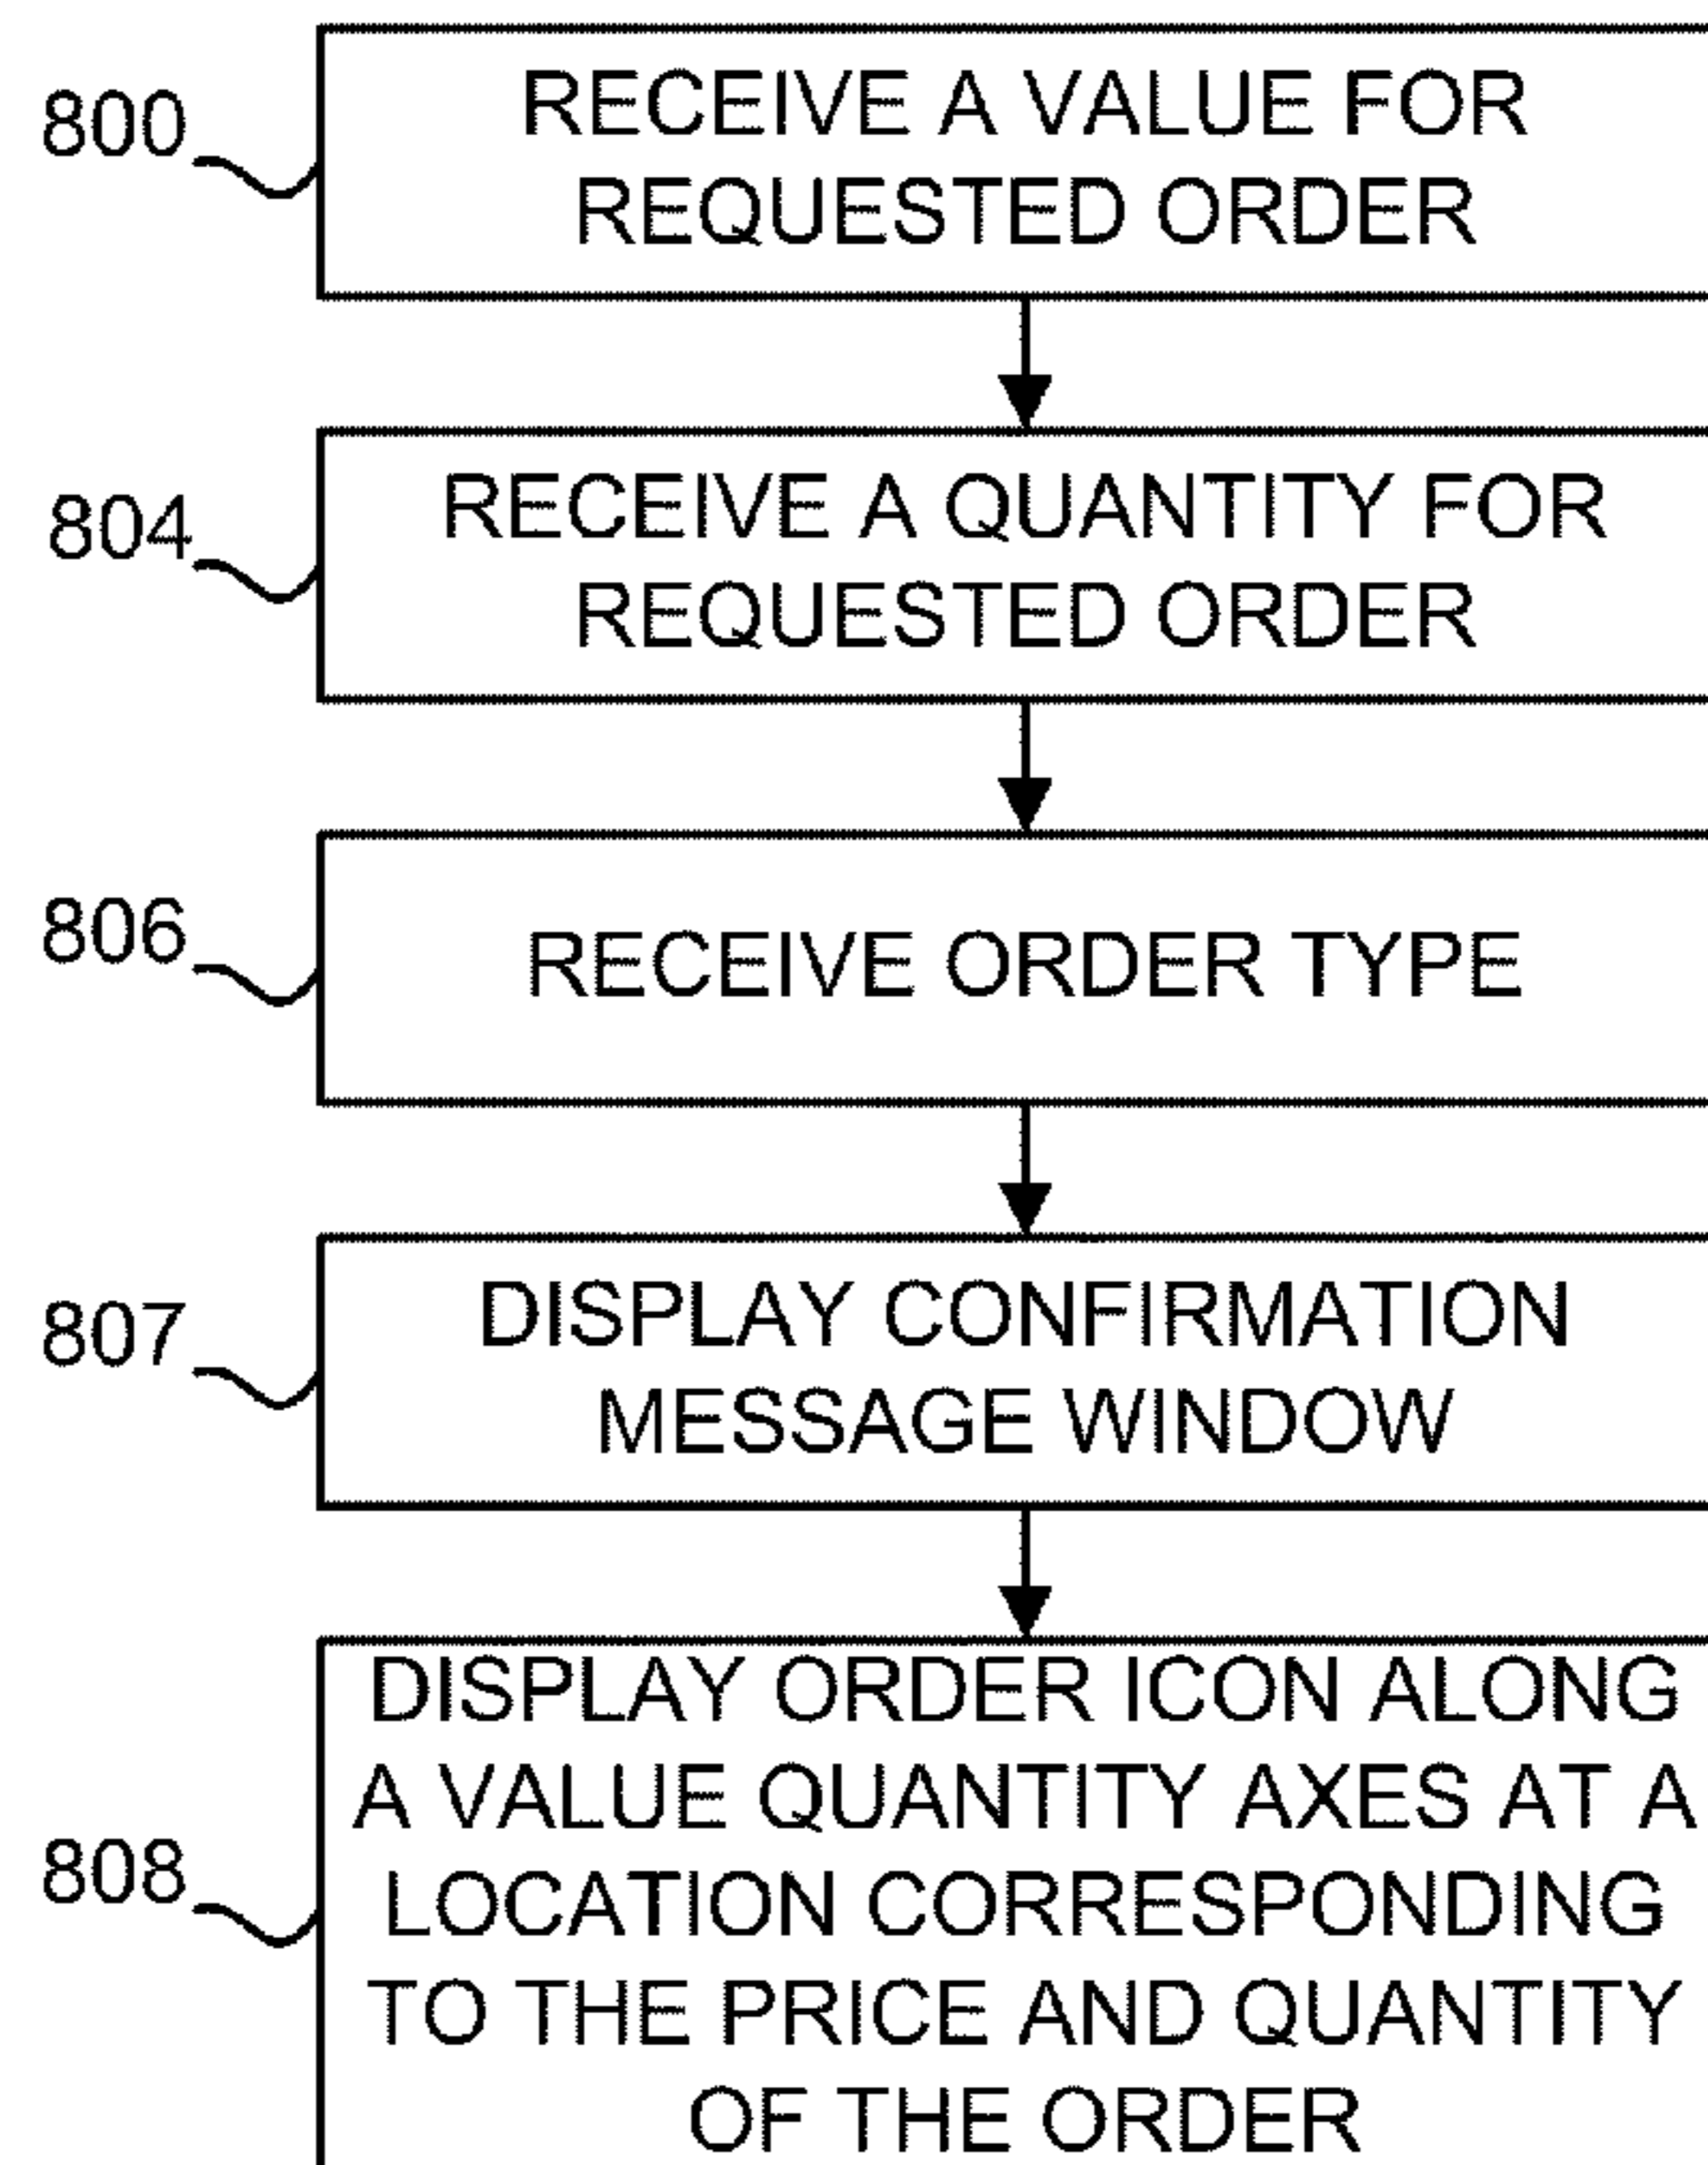 800
RECEIVE A VALUE FOR
REQUESTED ORDER
804
RECEIVE A QUANTITY FOR
REQUESTED ORDER
806
RECEIVE ORDER TYPE
807
DISPLAY CONFIRMATION
MESSAGE WINDOW
808
DISPLAY ORDER ICON ALONG
A VALUE QUANTITY AXES AT A
LOCATION CORRESPONDING
TO THE PRICE AND QUANTITY
OF THE ORDER